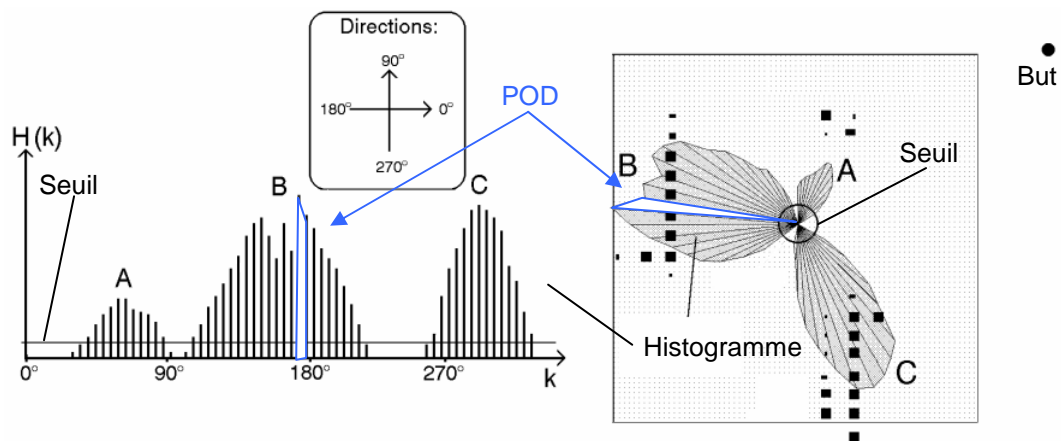 Directions:
90°
180°
0°
270°
POD
But
H (k)
Seuil
A
B
C
0°
90°
180°
270°
k
B
A
Seuil
C
Histogramme